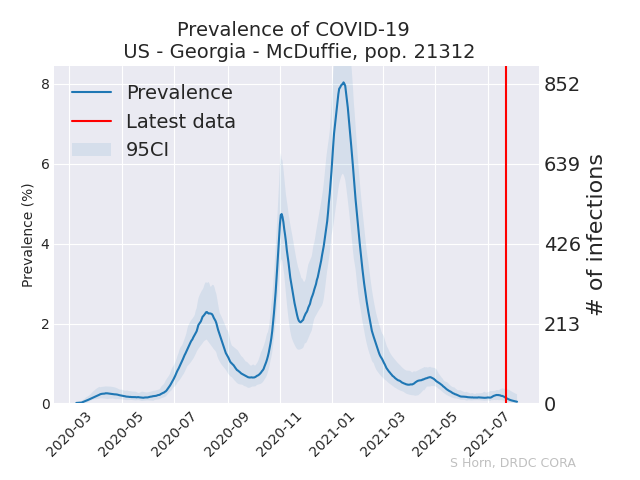 Prevalence of COVID-19
US - Georgia - McDuffie, pop. 21312
Prevalence
Latest data
95CI
Prevalence (%)
8
6
4
2
0
852
639
426
213
0
# of infections
2020-03
2020-05
2020-07
2020-09
2020-11
2021-01
2021-03
2021-05
2021-07
S Horn, DRDC CORA